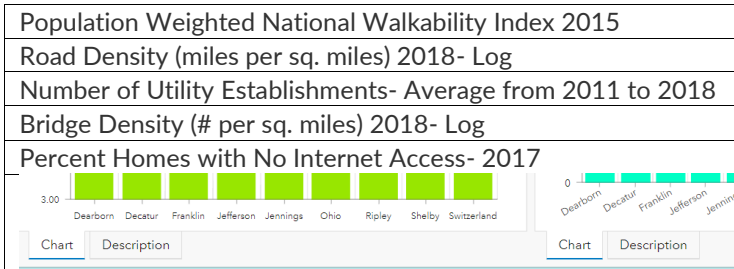 Population Weighted National Walkability Index 2015
Road Density (miles per sq. miles) 2018- Log
Number of Utility Establishments- Average from 2011 to 2018
Bridge Density (# per sq. miles) 2018- Log
Percent Homes with No Internet Access- 2017
3.00
Dearborn Decatur Franklin Jefferson Jennings Ohio Ripley Shelby Switzerland
0
Dearborn Decatur Franklin Jefferson
Chart Description
Chart Description